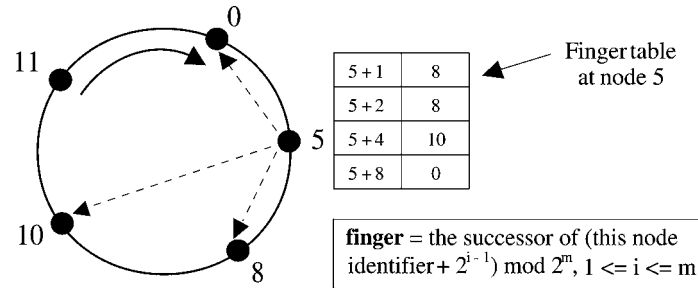 0
11
5
10
8
5+1 8
5+2 8
5+4 10
5+8 0
Finger table
at node 5
finger = the successor of (this node
identifier + 2^{i-1}) mod 2^m, 1 <= i <= m